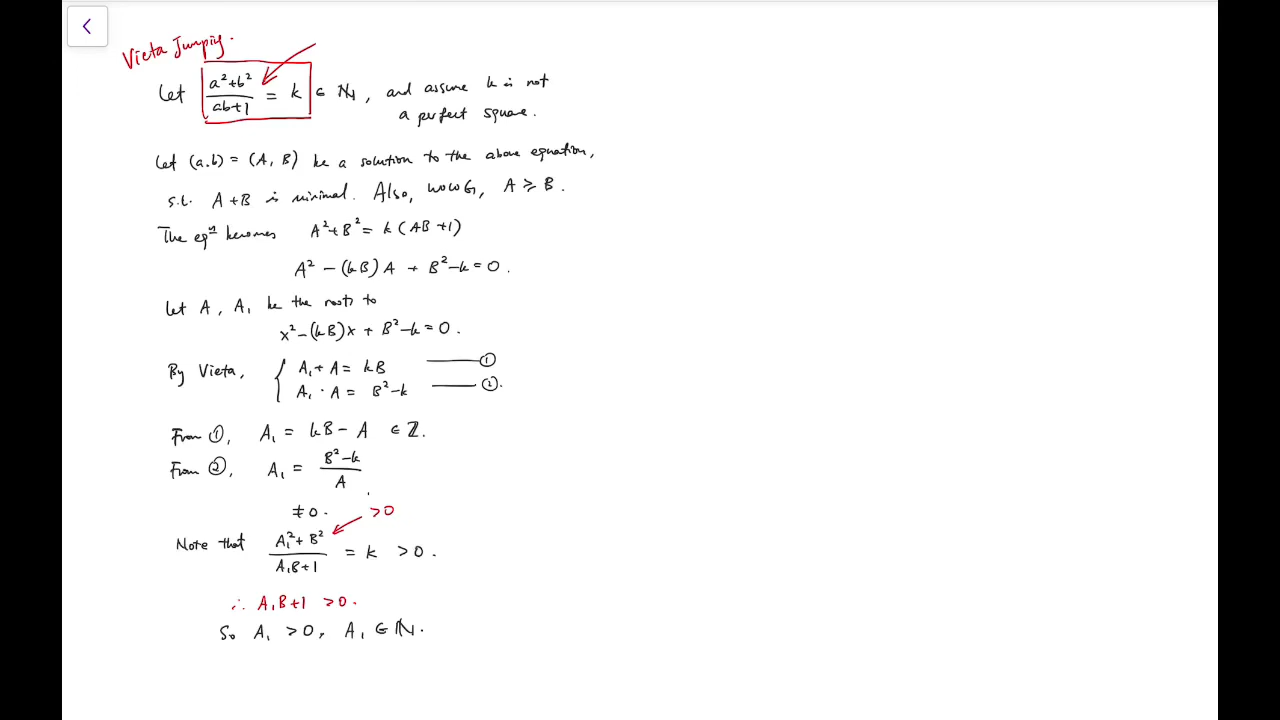 Vieta Jumping.
Let (a²+b²)/(ab+1) = k ∈ ℕ, and assume k is not
a perfect square.
Let (a.b) = (A, B) be a solution to the above equation,
s.t. A+B is minimal. Also, WLOG, A ≥ B.
The eqⁿ becomes A²+B² = k(AB+1)
A² - (kB)A + B²-k = 0.
Let A, A₁ be the roots to
x²-(kB)x + B²-k = 0.
By Vieta, { A₁ + A = kB —— ①
A₁ · A = B²-k —— ②.
From ①, A₁ = kB - A ∈ ℤ.
From ②, A₁ = (B²-k)/A
≠ 0. >0
Note that (A₁²+B²)/(A₁B+1) = k > 0.
∴ A₁B+1 >0.
So A₁ > 0, A₁ ∈ ℕ.